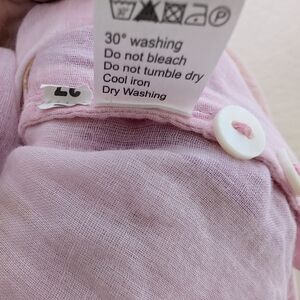 30° washing
Do not bleach
Do not tumble dry
Cool iron
Dry Washing